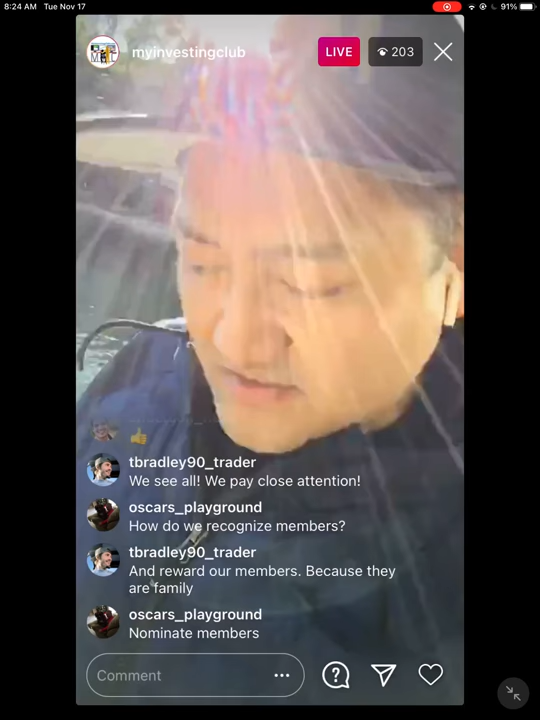 8:24 AM Tue Nov 17
91%
myinvestingclub
LIVE
203
tbradley90_trader
We see all! We pay close attention!
oscars_playground
How do we recognize members?
tbradley90_trader
And reward our members. Because they
are family
oscars_playground
Nominate members
Comment